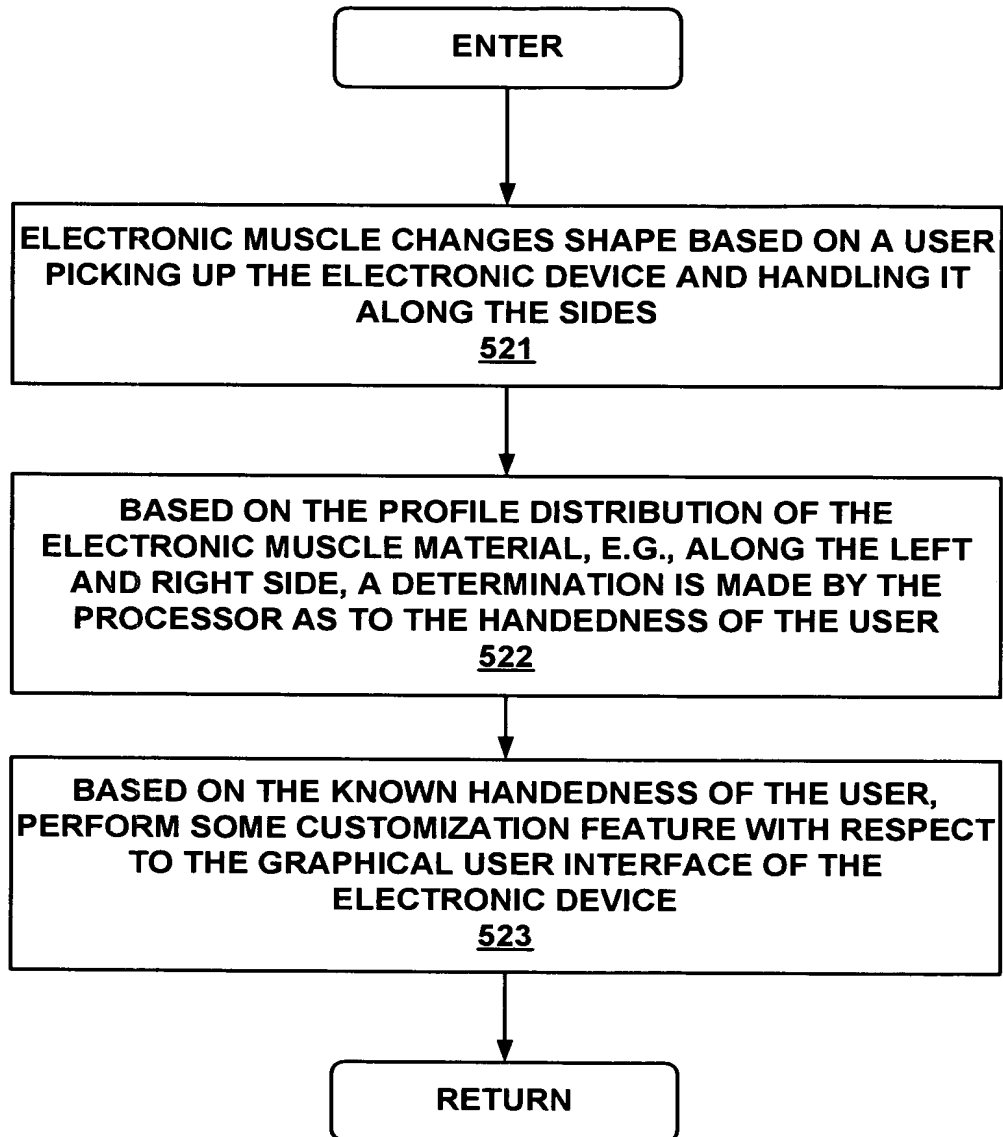 ENTER
ELECTRONIC MUSCLE CHANGES SHAPE BASED ON A USER
PICKING UP THE ELECTRONIC DEVICE AND HANDLING IT
ALONG THE SIDES
521
BASED ON THE PROFILE DISTRIBUTION OF THE
ELECTRONIC MUSCLE MATERIAL, E.G., ALONG THE LEFT
AND RIGHT SIDE, A DETERMINATION IS MADE BY THE
PROCESSOR AS TO THE HANDEDNESS OF THE USER
522
BASED ON THE KNOWN HANDEDNESS OF THE USER,
PERFORM SOME CUSTOMIZATION FEATURE WITH RESPECT
TO THE GRAPHICAL USER INTERFACE OF THE
ELECTRONIC DEVICE
523
RETURN